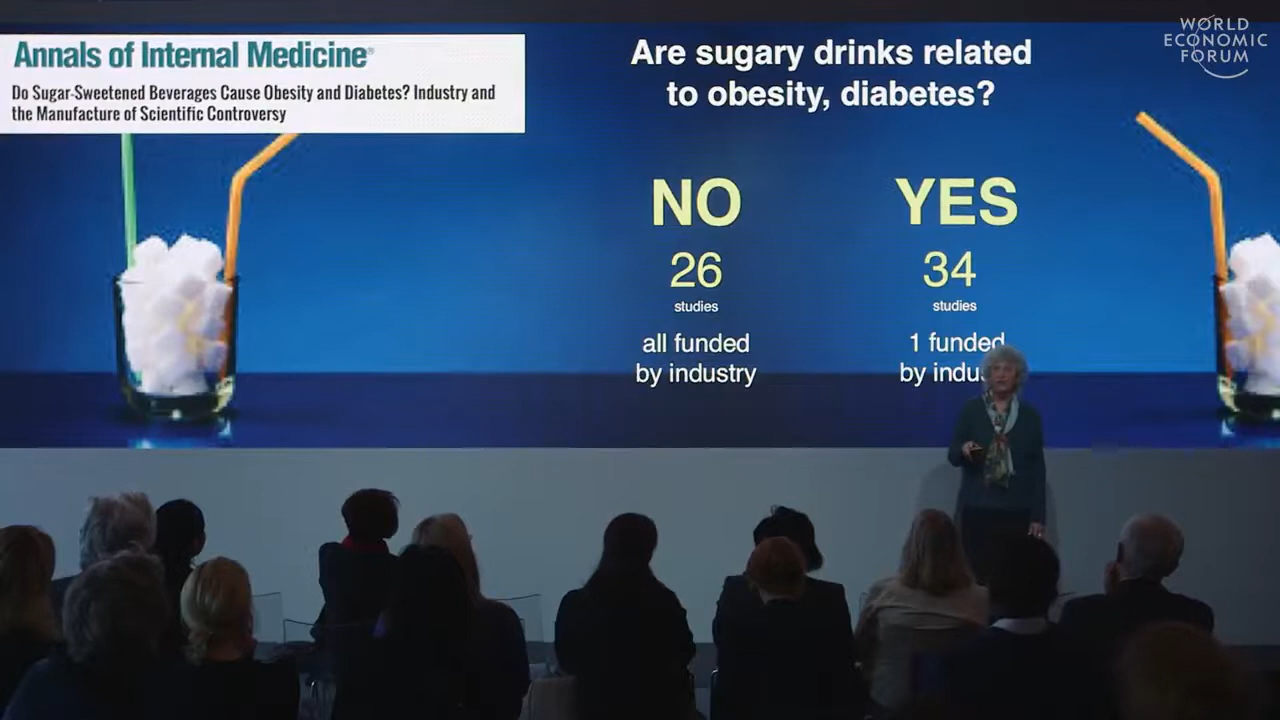 WORLD
ECONOMIC
FORUM
Annals of Internal Medicine®
Do Sugar-Sweetened Beverages Cause Obesity and Diabetes? Industry and
the Manufacture of Scientific Controversy
Are sugary drinks related
to obesity, diabetes?
NO
26
studies
all funded
by industry
YES
34
studies
1 funded
by indus